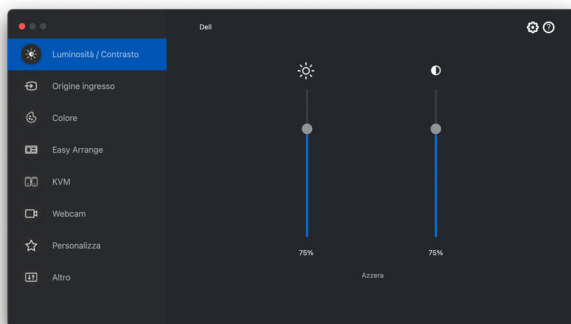 Dell
Luminosità / Contrasto
Origine ingresso
Colore
Easy Arrange
KVM
Webcam
Personalizza
Altro
75%
75%
Azzera